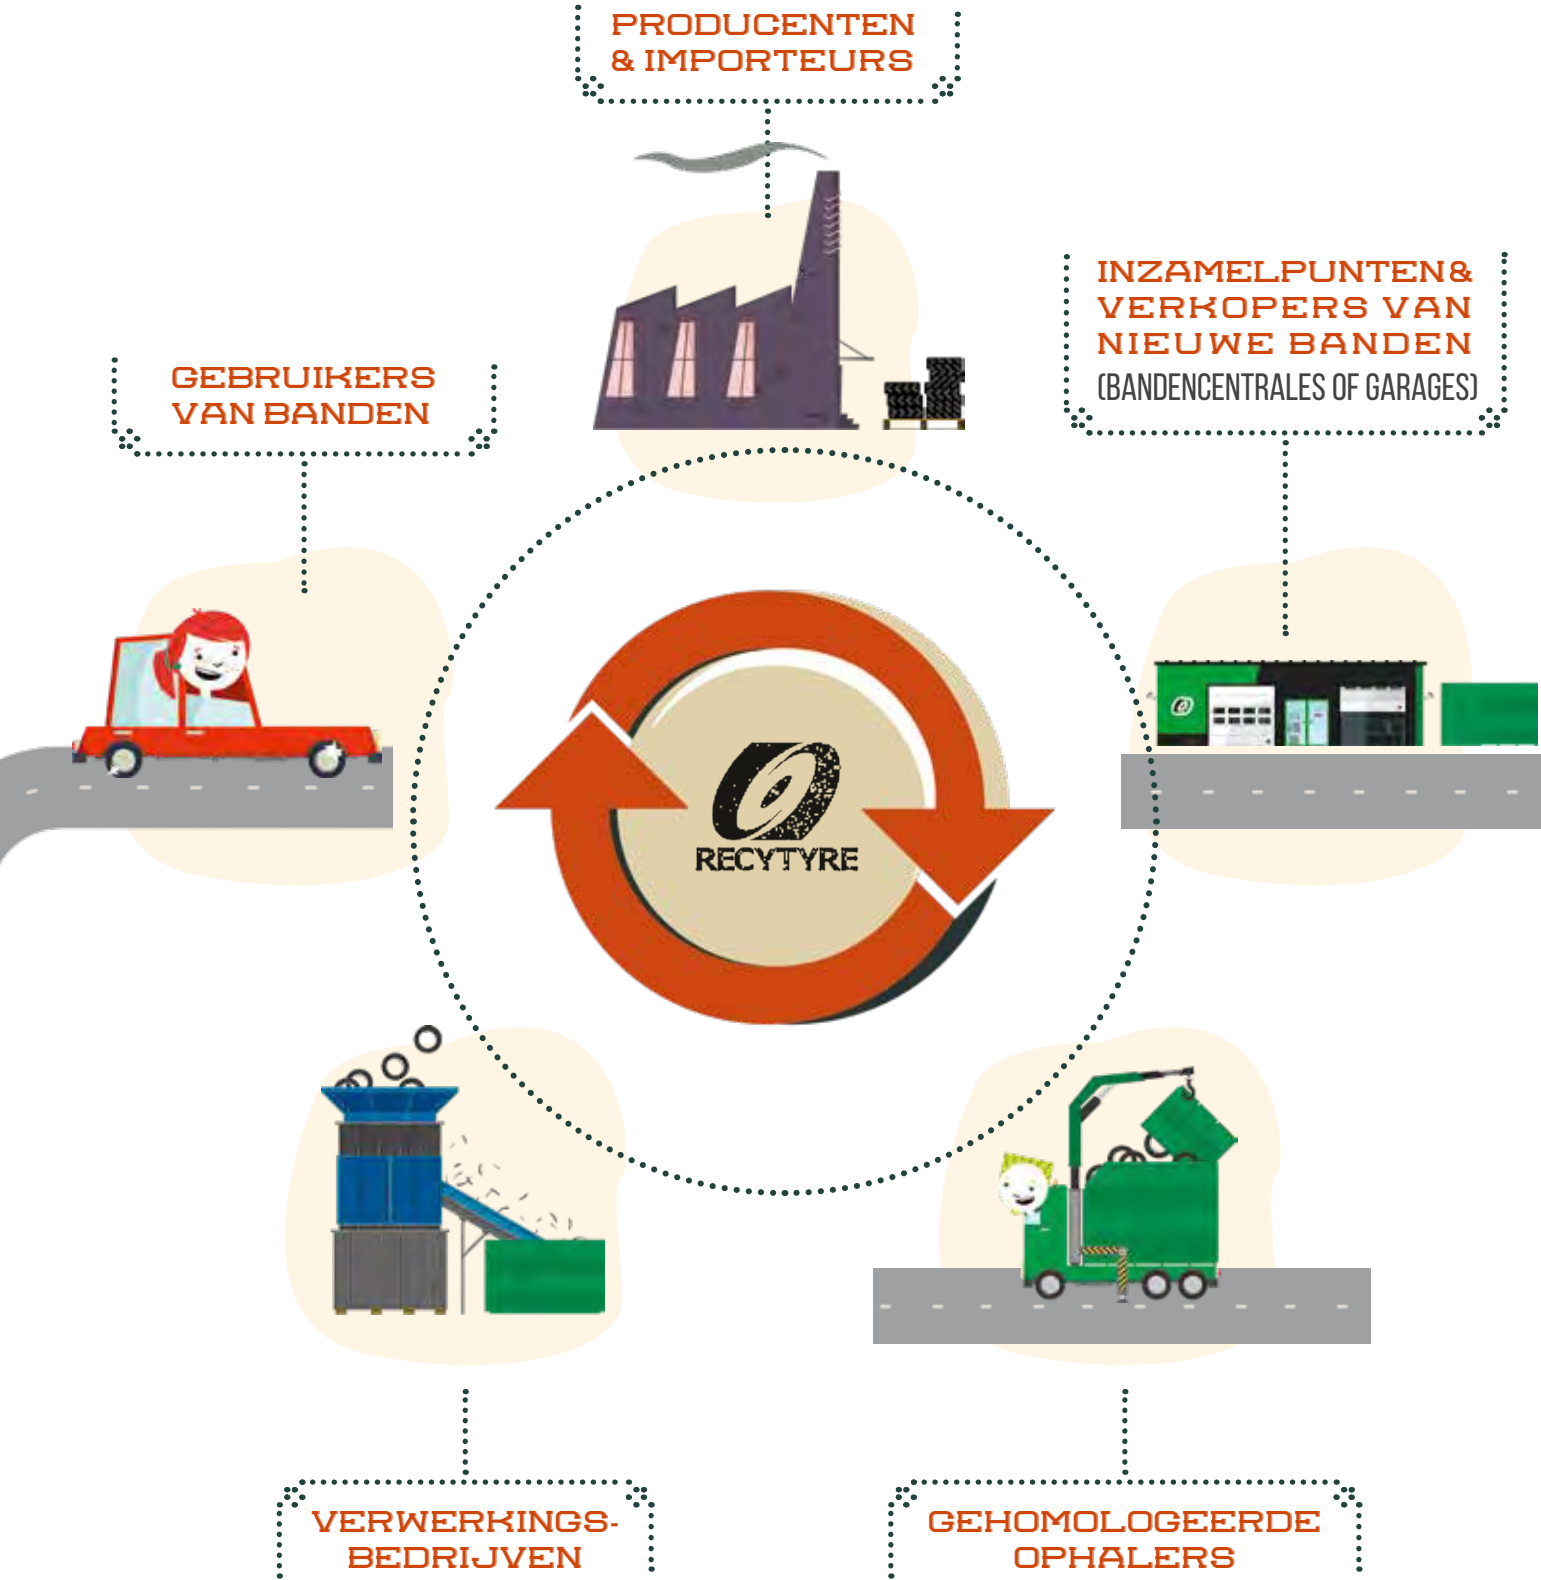 PRODUCENTEN
& IMPORTEURS
INZAMELPUNTEN &
VERKOPERS VAN
NIEUWE BANDEN
(BANDENCENTRALES OF GARAGES)
GEBRUIKERS
VAN BANDEN
RECYTYRE
VERWERKINGS-
BEDRIJVEN
GEHOMOLOGEERDE
OPHALERS